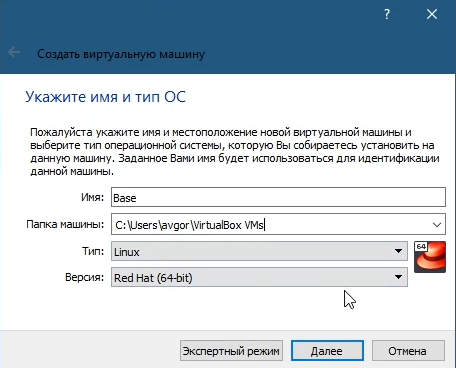 ?
Создать виртуальную машину
Укажите имя и тип ОС
Пожалуйста укажите имя и местоположение новой виртуальной машины и
выберите тип операционной системы, которую Вы собираетесь установить на
данную машину. Заданное Вами имя будет использоваться для идентификации
данной машины.
Имя: Base
Папка машины: C:\Users\avgor\VirtualBox VMs
Тип: Linux
64
Версия: Red Hat (64-bit)
Экспертный режим Далее Отмена